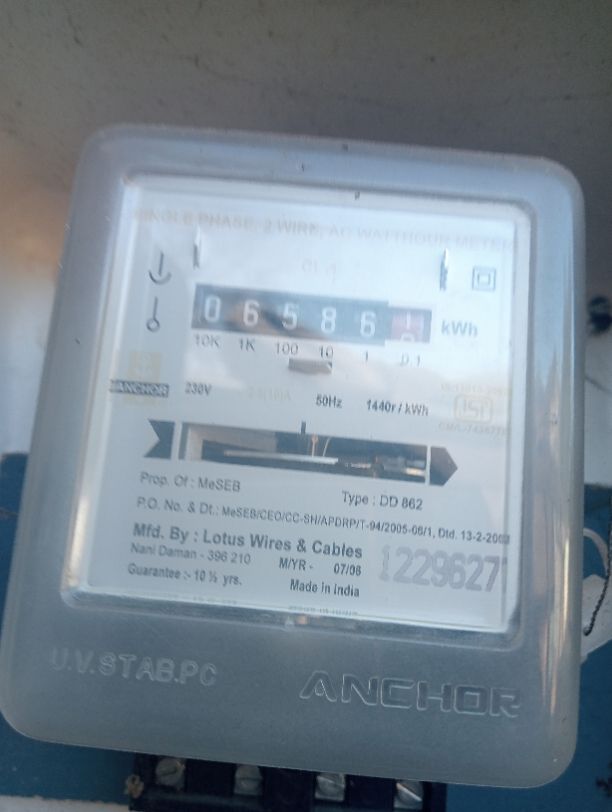 SINGLE PHASE, 2 WIRE, AC WATTHOUR METER
0 6 5 8 6 1
kWh
10K 1K 100 10 1 0.1
ANCHOR
230V
50Hz
1440r / kWh
ISI
Prop. Of : MeSEB
Type : DD 862
P.O. No. & Dt.: MeSEB/CEO/CC-SH/APDRP/T-94/2005-06/1, Dtd. 13-2-2006
Mfd. By : Lotus Wires & Cables
Nani Daman - 396 210
M/YR - 07/06
1229627
Guarantee :- 10 ½ yrs.
Made in India
U.V.STAB.PC
ANCHOR